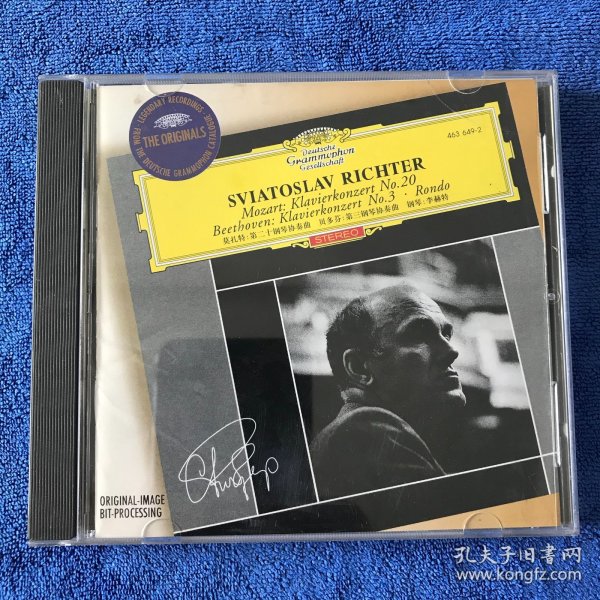 LEGENDARY RECORDINGS
THE ORIGINALS
FROM THE DEUTSCHE GRAMMOPHON CATALOGUE
Deutsche
Grammophon
Gesellschaft
463 649-2
SVIATOSLAV RICHTER
Mozart: Klavierkonzert No.20
Beethoven: Klavierkonzert No.3 · Rondo
莫扎特:第二十钢琴协奏曲 贝多芬:第三钢琴协奏曲 钢琴:李赫特
STEREO
ORIGINAL-IMAGE
BIT-PROCESSING
孔夫子旧书网
www.kongfz.com